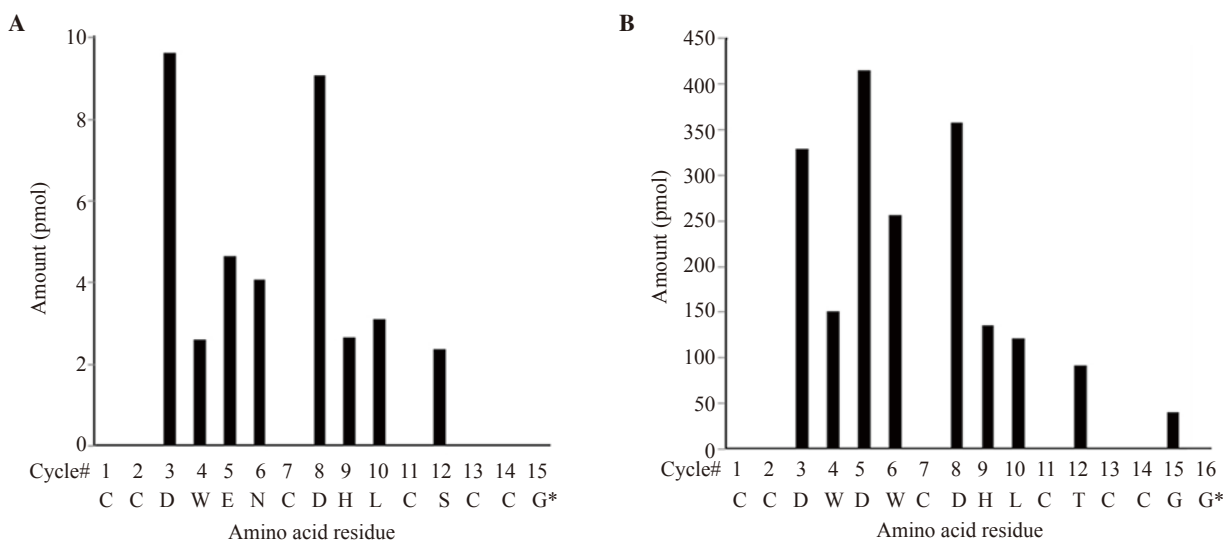 A
10
8
6
4
2
0
Amount (pmol)
Cycle# 1 2 3 4 5 6 7 8 9 10 11 12 13 14 15
C C D W E N C D H L C S C C G*
Amino acid residue
B
450
400
350
300
250
200
150
100
50
0
Amount (pmol)
Cycle# 1 2 3 4 5 6 7 8 9 10 11 12 13 14 15 16
C C D W D W C D H L C T C C G G*
Amino acid residue